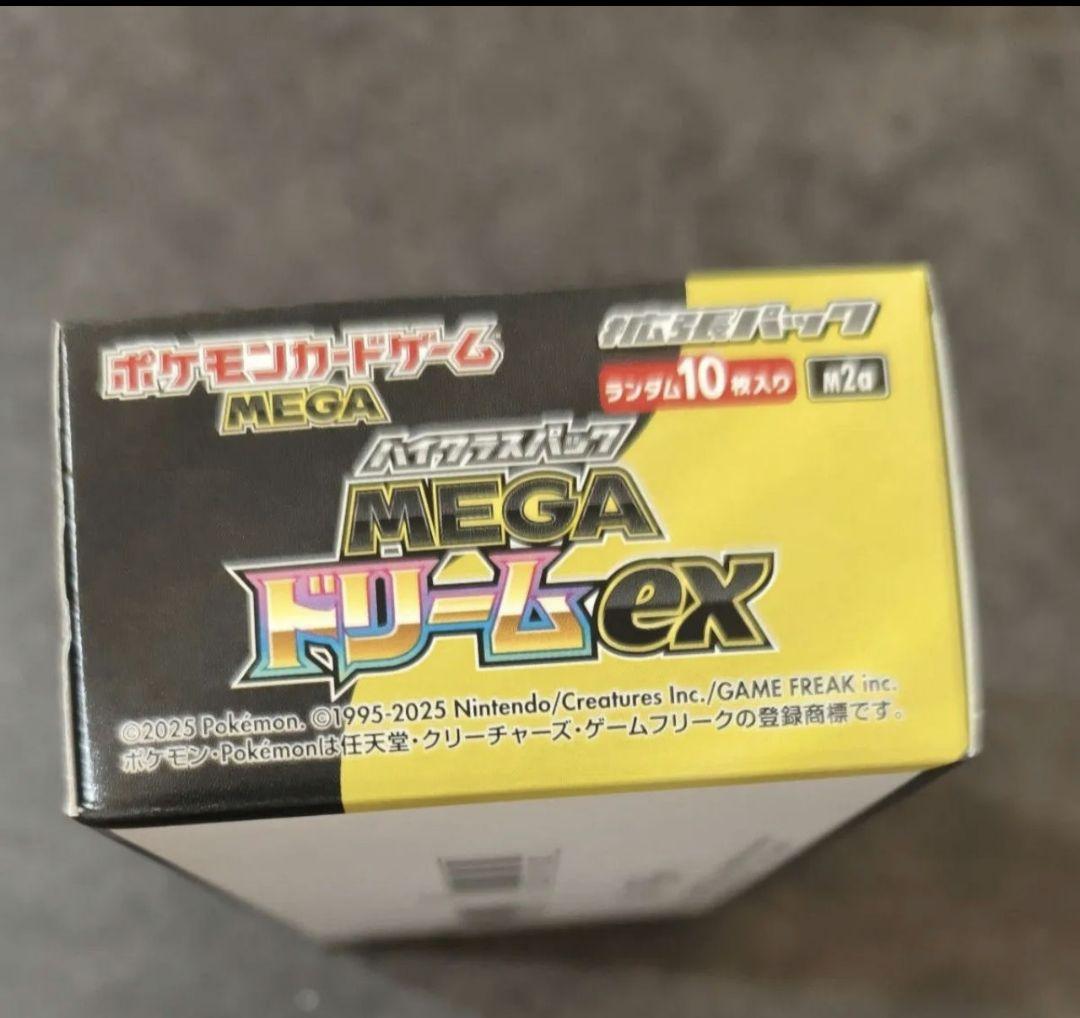 ポケモンカードゲーム
MEGA
拡張パック
ランダム10枚入り M2a
ハイクラスパック
MEGA
ドリームex
©2025 Pokémon. ©1995-2025 Nintendo/Creatures Inc./GAME FREAK inc.
ポケモン・Pokémonは任天堂・クリーチャーズ・ゲームフリークの登録商標です。